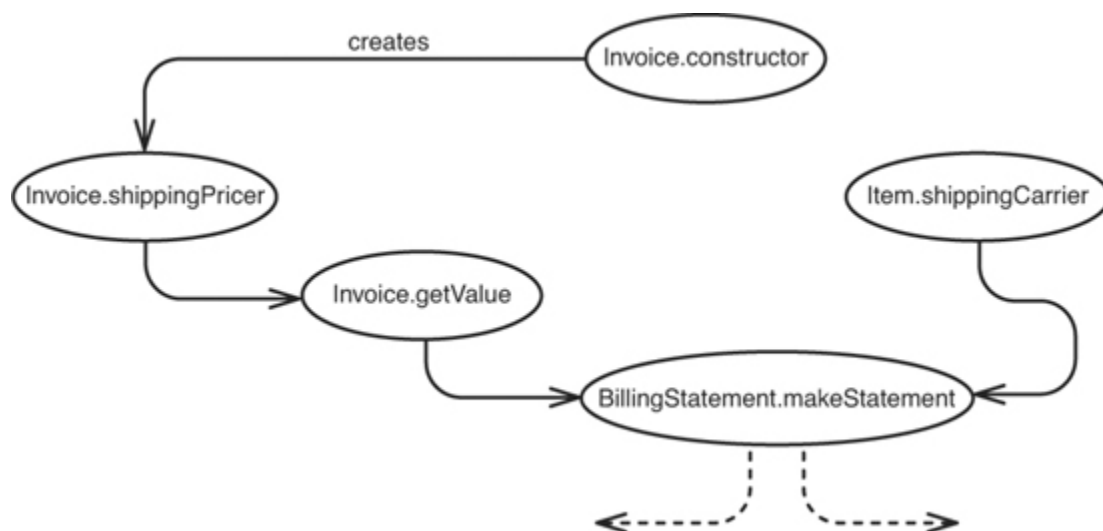 creates
Invoice.constructor
Invoice.shippingPricer
Item.shippingCarrier
Invoice.getValue
BillingStatement.makeStatement